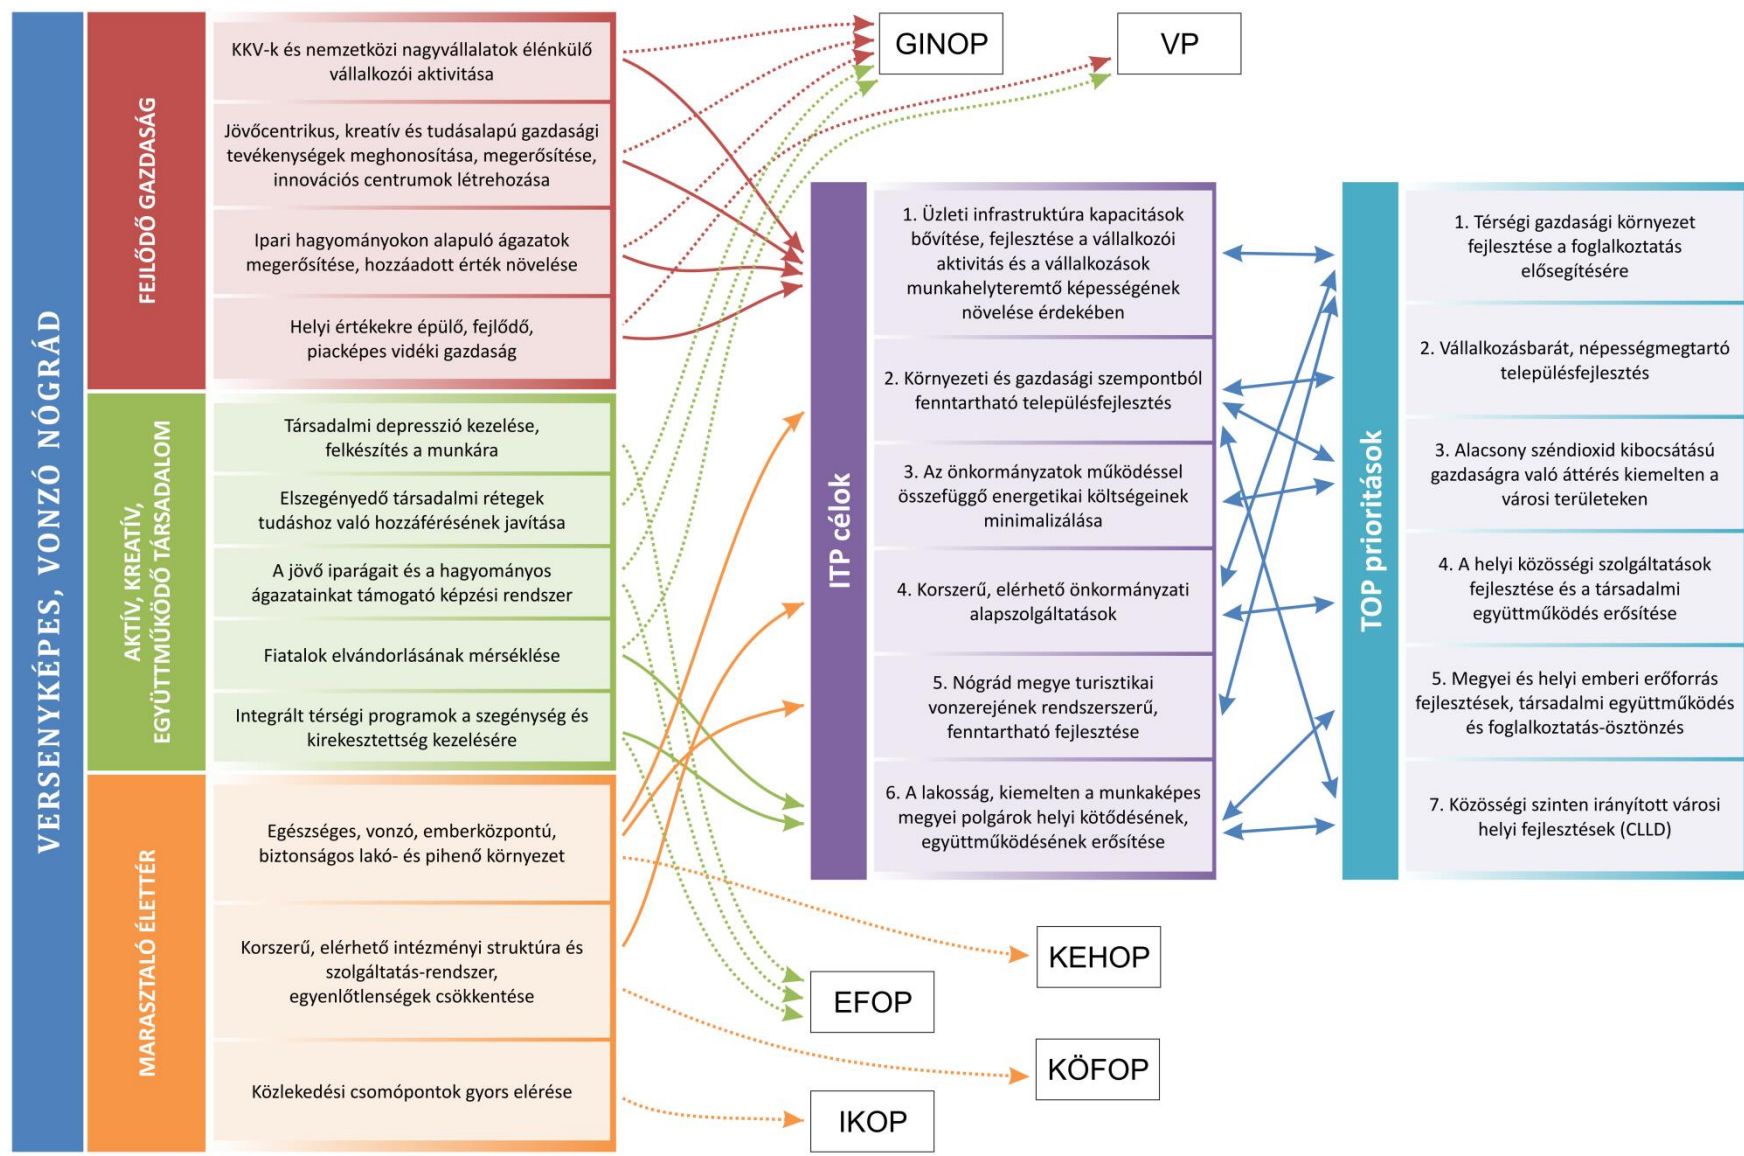 VERSENYKÉPES, VONZÓ NÓGRÁD
FEJLŐDŐ GAZDASÁG
KKV-k és nemzetközi nagyvállalatok élénkülő
vállalkozói aktivitása
Jövőcentrikus, kreatív és tudásalapú gazdasági
tevékenységek meghonosítása, megerősítése,
innovációs centrumok létrehozása
Ipari hagyományokon alapuló ágazatok
megerősítése, hozzáadott érték növelése
Helyi értékekre épülő, fejlődő,
piacképes vidéki gazdaság
AKTÍV, KREATÍV,
EGYÜTTMŰKÖDŐ TÁRSADALOM
Társadalmi depresszió kezelése,
felkészítés a munkára
Elszegényedő társadalmi rétegek
tudáshoz való hozzáférésének javítása
A jövő iparágait és a hagyományos
ágazatainkat támogató képzési rendszer
Fiatalok elvándorlásának mérséklése
Integrált térségi programok a szegénység és
kirekesztettség kezelésére
MARASZTALÓ ÉLETTÉR
Egészséges, vonzó, emberközpontú,
biztonságos lakó- és pihenő környezet
Korszerű, elérhető intézményi struktúra és
szolgáltatás-rendszer,
egyenlőtlenségek csökkentése
Közlekedési csomópontok gyors elérése
GINOP
VP
ITP célok
1. Üzleti infrastruktúra kapacitások
bővítése, fejlesztése a vállalkozói
aktivitás és a vállalkozások
munkahelyteremtő képességének
növelése érdekében
2. Környezeti és gazdasági szempontból
fenntartható településfejlesztés
3. Az önkormányzatok működéssel
összefüggő energetikai költségeinek
minimalizálása
4. Korszerű, elérhető önkormányzati
alapszolgáltatások
5. Nógrád megye turisztikai
vonzerejének rendszerszerű,
fenntartható fejlesztése
6. A lakosság, kiemelten a munkaképes
megyei polgárok helyi kötődésének,
együttműködésének erősítése
TOP prioritások
1. Térségi gazdasági környezet
fejlesztése a foglalkoztatás
elősegítésére
2. Vállalkozásbarát, népességmegtartó
településfejlesztés
3. Alacsony széndioxid kibocsátású
gazdaságra való áttérés kiemelten a
városi területeken
4. A helyi közösségi szolgáltatások
fejlesztése és a társadalmi
együttműködés erősítése
5. Megyei és helyi emberi erőforrás
fejlesztések, társadalmi együttműködés
és foglalkoztatás-ösztönzés
7. Közösségi szinten irányított városi
helyi fejlesztések (CLLD)
KEHOP
EFOP
KÖFOP
IKOP